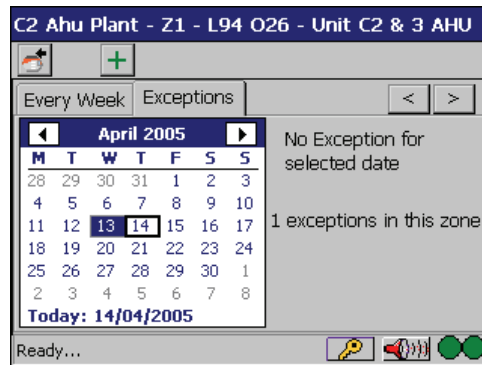 C2 Ahu Plant - Z1 - L94 O26 - Unit C2 & 3 AHU
Every Week Exceptions < >
April 2005
M T W T F S S
28 29 30 31 1 2 3
4 5 6 7 8 9 10
11 12 13 14 15 16 17
18 19 20 21 22 23 24
25 26 27 28 29 30 1
2 3 4 5 6 7 8
Today: 14/04/2005
No Exception for
selected date
1 exceptions in this zone
Ready...